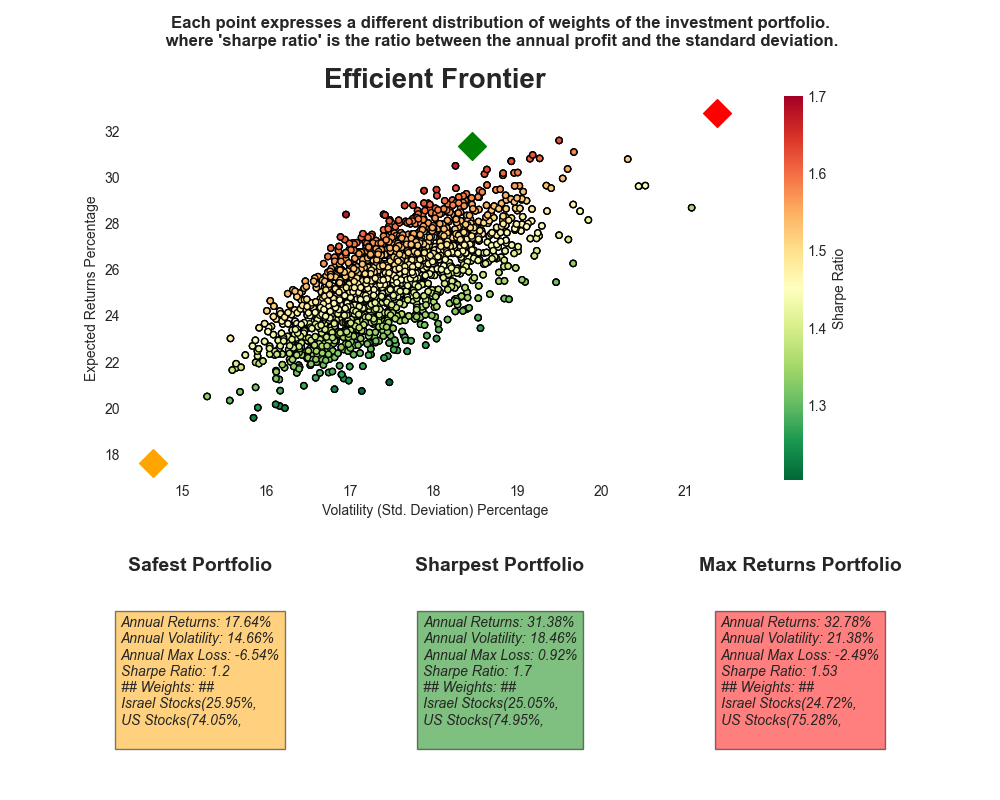 Each point expresses a different distribution of weights of the investment portfolio.
where 'sharpe ratio' is the ratio between the annual profit and the standard deviation.
Efficient Frontier
Expected Returns Percentage
32
30
28
26
24
22
20
18
15
16
17
18
19
20
21
Volatility (Std. Deviation) Percentage
1.7
1.6
1.5
1.4
1.3
Sharpe Ratio
Safest Portfolio
Annual Returns: 17.64%
Annual Volatility: 14.66%
Annual Max Loss: -6.54%
Sharpe Ratio: 1.2
## Weights: ##
Israel Stocks(25.95%,
US Stocks(74.05%,
Sharpest Portfolio
Annual Returns: 31.38%
Annual Volatility: 18.46%
Annual Max Loss: 0.92%
Sharpe Ratio: 1.7
## Weights: ##
Israel Stocks(25.05%,
US Stocks(74.95%,
Max Returns Portfolio
Annual Returns: 32.78%
Annual Volatility: 21.38%
Annual Max Loss: -2.49%
Sharpe Ratio: 1.53
## Weights: ##
Israel Stocks(24.72%,
US Stocks(75.28%,